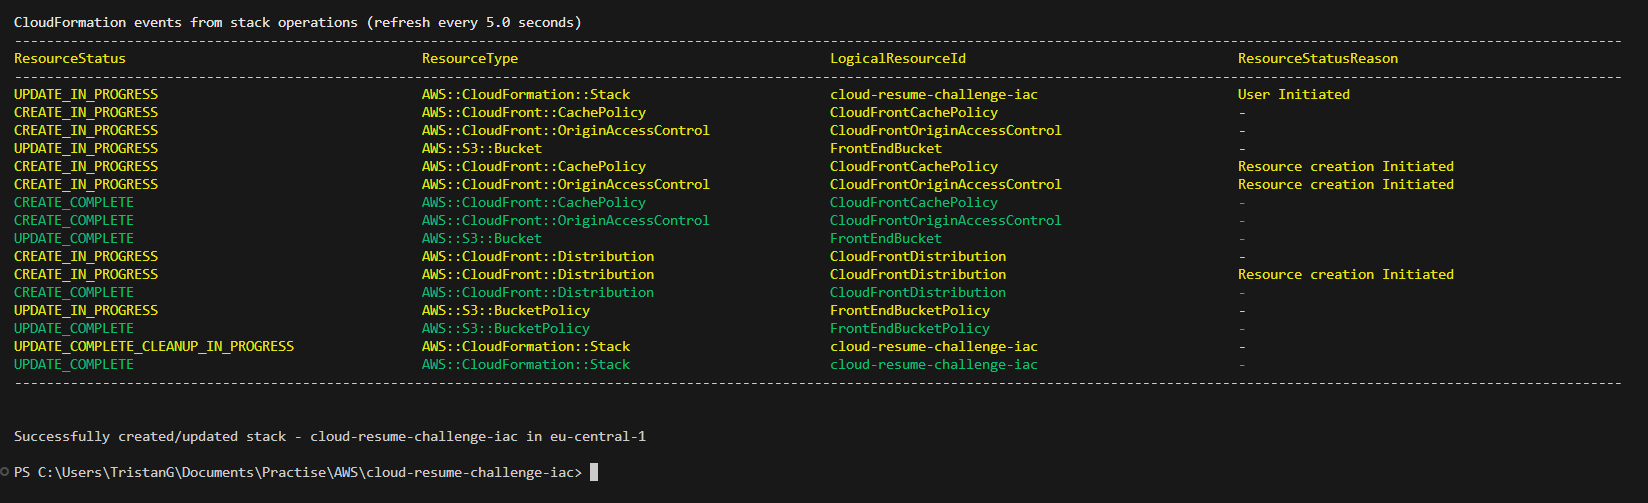 CloudFormation events from stack operations (refresh every 5.0 seconds)
---------------------------------------------------------------------------------------------------------------------------------------------------------------------------------------------------------
ResourceStatus ResourceType LogicalResourceId ResourceStatusReason
---------------------------------------------------------------------------------------------------------------------------------------------------------------------------------------------------------
UPDATE_IN_PROGRESS AWS::CloudFormation::Stack cloud-resume-challenge-iac User Initiated
CREATE_IN_PROGRESS AWS::CloudFront::CachePolicy CloudFrontCachePolicy -
CREATE_IN_PROGRESS AWS::CloudFront::OriginAccessControl CloudFrontOriginAccessControl -
UPDATE_IN_PROGRESS AWS::S3::Bucket FrontEndBucket -
CREATE_IN_PROGRESS AWS::CloudFront::CachePolicy CloudFrontCachePolicy Resource creation Initiated
CREATE_IN_PROGRESS AWS::CloudFront::OriginAccessControl CloudFrontOriginAccessControl Resource creation Initiated
CREATE_COMPLETE AWS::CloudFront::CachePolicy CloudFrontCachePolicy -
CREATE_COMPLETE AWS::CloudFront::OriginAccessControl CloudFrontOriginAccessControl -
UPDATE_COMPLETE AWS::S3::Bucket FrontEndBucket -
CREATE_IN_PROGRESS AWS::CloudFront::Distribution CloudFrontDistribution -
CREATE_IN_PROGRESS AWS::CloudFront::Distribution CloudFrontDistribution Resource creation Initiated
CREATE_COMPLETE AWS::CloudFront::Distribution CloudFrontDistribution -
UPDATE_IN_PROGRESS AWS::S3::BucketPolicy FrontEndBucketPolicy -
UPDATE_COMPLETE AWS::S3::BucketPolicy FrontEndBucketPolicy -
UPDATE_COMPLETE_CLEANUP_IN_PROGRESS AWS::CloudFormation::Stack cloud-resume-challenge-iac -
UPDATE_COMPLETE AWS::CloudFormation::Stack cloud-resume-challenge-iac -
---------------------------------------------------------------------------------------------------------------------------------------------------------------------------------------------------------
Successfully created/updated stack - cloud-resume-challenge-iac in eu-central-1
PS C:\Users\TristanG\Documents\Practise\AWS\cloud-resume-challenge-iac>